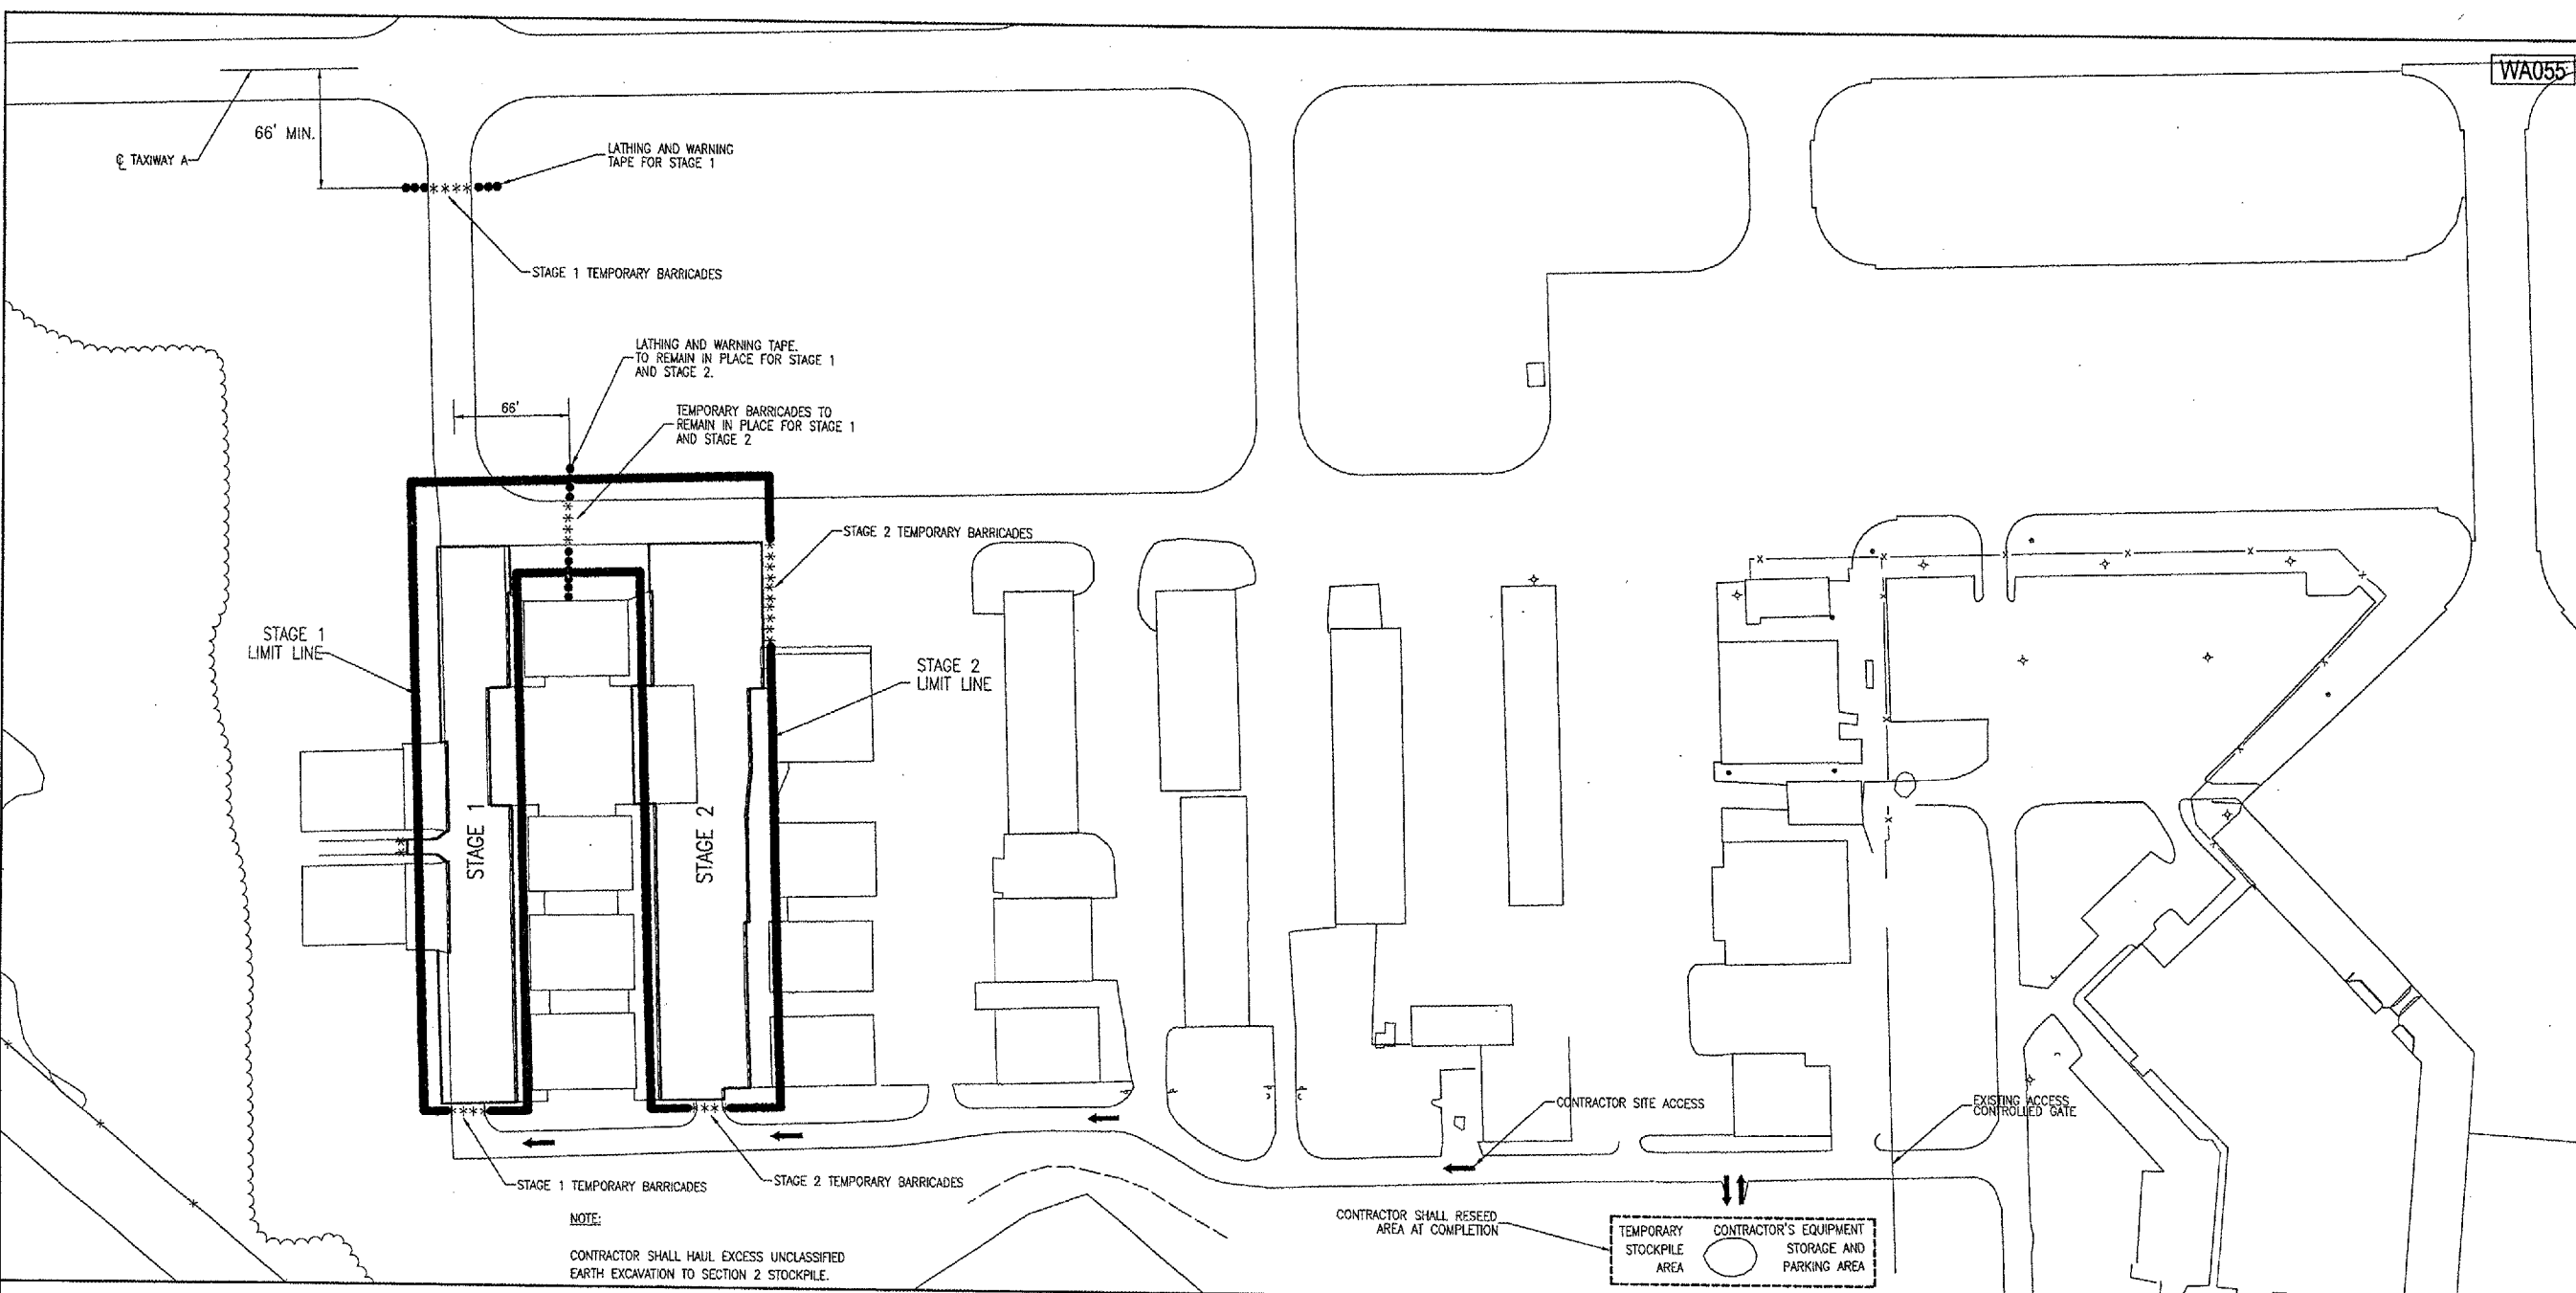 WA055
66' MIN.
℄ TAXIWAY A
LATHING AND WARNING
TAPE FOR STAGE 1
STAGE 1 TEMPORARY BARRICADES
LATHING AND WARNING TAPE.
TO REMAIN IN PLACE FOR STAGE 1
AND STAGE 2.
66'
TEMPORARY BARRICADES TO
REMAIN IN PLACE FOR STAGE 1
AND STAGE 2
STAGE 2 TEMPORARY BARRICADES
STAGE 1
LIMIT LINE
STAGE 2
LIMIT LINE
STAGE 1
STAGE 2
CONTRACTOR SITE ACCESS
EXISTING ACCESS
CONTROLLED GATE
STAGE 1 TEMPORARY BARRICADES
STAGE 2 TEMPORARY BARRICADES
NOTE:
CONTRACTOR SHALL HAUL EXCESS UNCLASSIFIED
EARTH EXCAVATION TO SECTION 2 STOCKPILE.
CONTRACTOR SHALL RESEED
AREA AT COMPLETION
TEMPORARY
STOCKPILE
AREA
CONTRACTOR'S EQUIPMENT
STORAGE AND
PARKING AREA